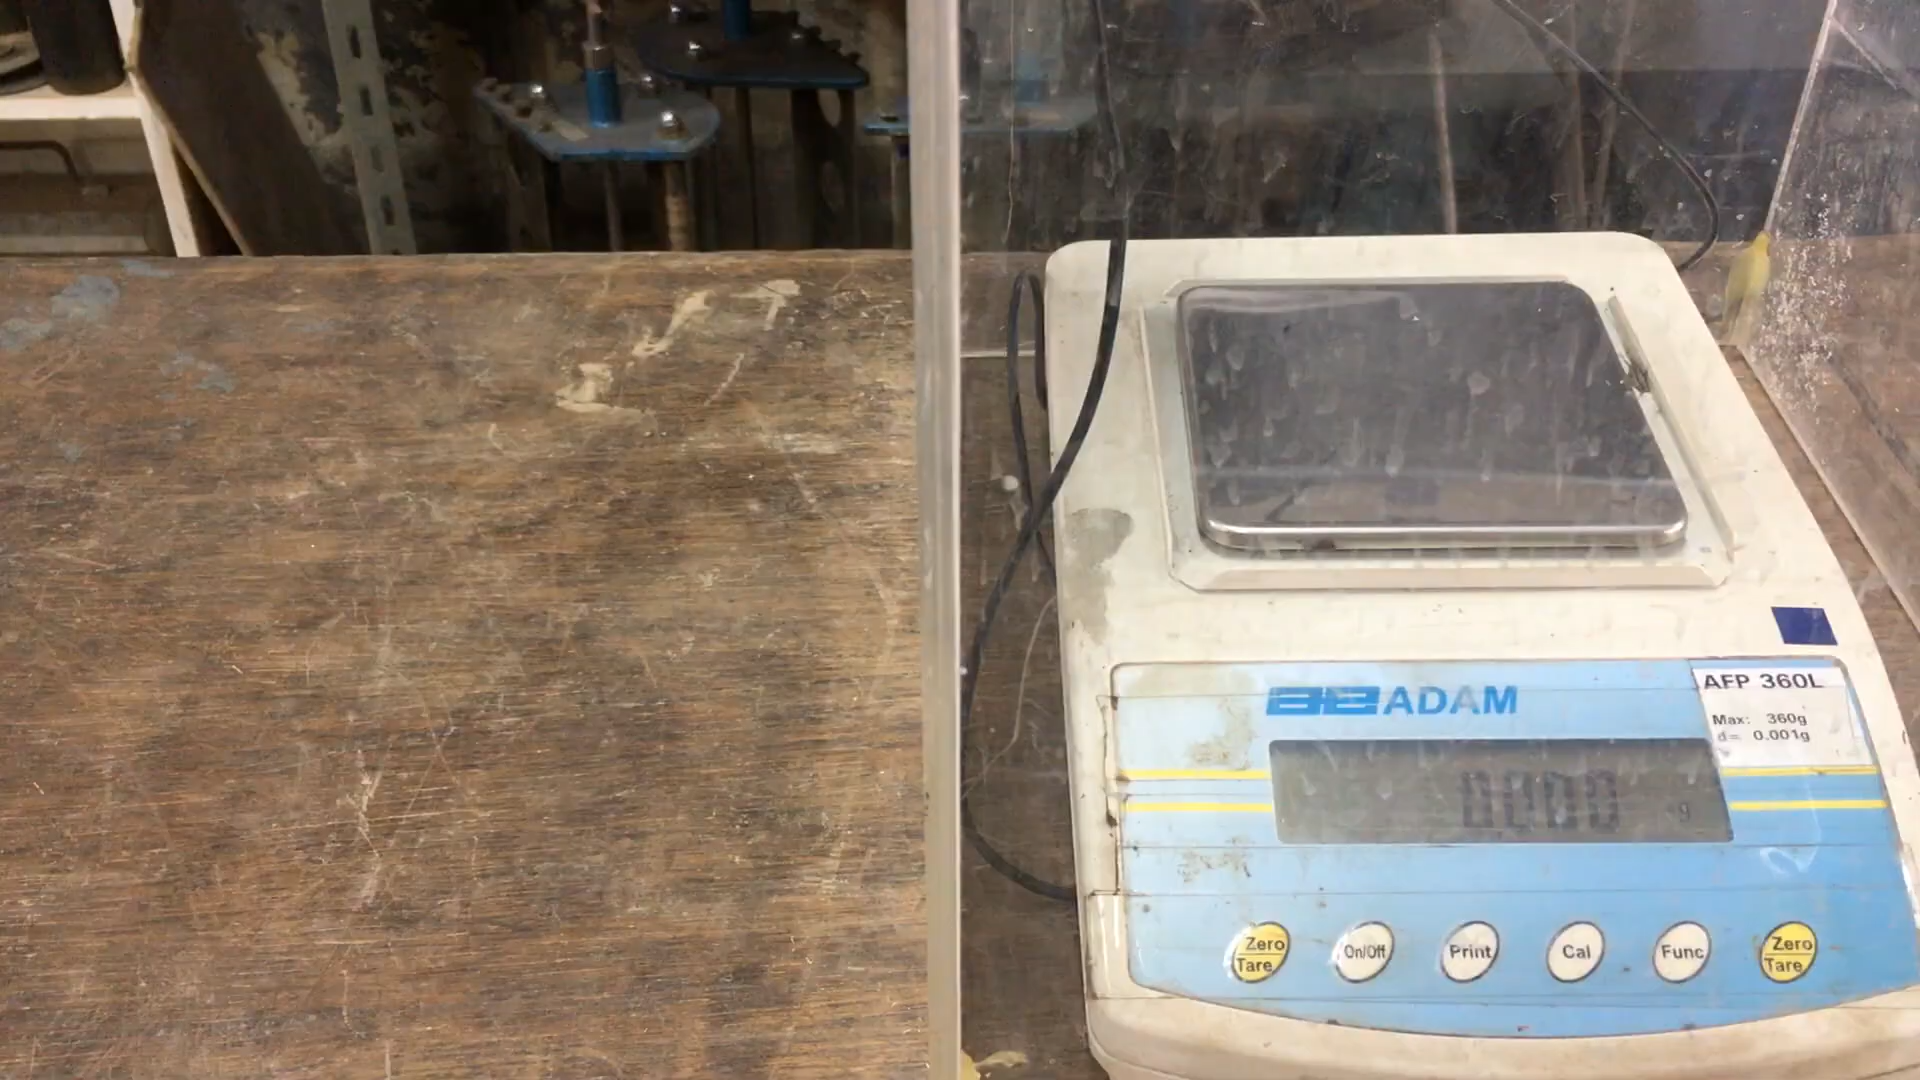 ADAM
AFP 360L
Max: 360g
d= 0.001g
0.000 g
Zero
Tare
On/Off
Print
Cal
Func
Zero
Tare